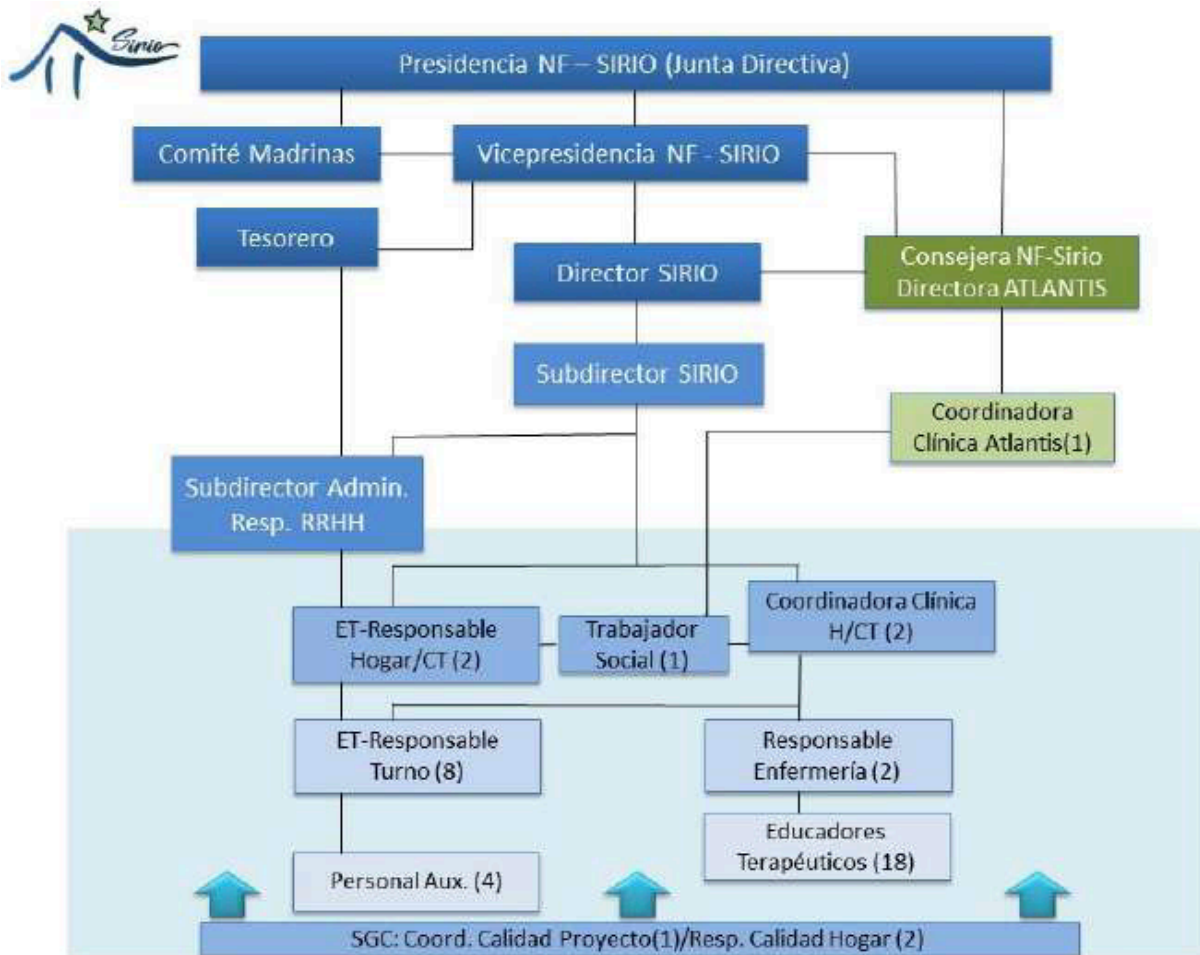 Sirio
Presidencia NF – SIRIO (Junta Directiva)
Comité Madrinas
Vicepresidencia NF - SIRIO
Tesorero
Director SIRIO
Consejera NF-Sirio
Directora ATLANTIS
Subdirector SIRIO
Coordinadora
Clínica Atlantis(1)
Subdirector Admin.
Resp. RRHH
ET-Responsable
Hogar/CT (2)
Trabajador
Social (1)
Coordinadora Clínica
H/CT (2)
ET-Responsable
Turno (8)
Responsable
Enfermería (2)
Educadores
Terapéuticos (18)
Personal Aux. (4)
SGC: Coord. Calidad Proyecto(1)/Resp. Calidad Hogar (2)